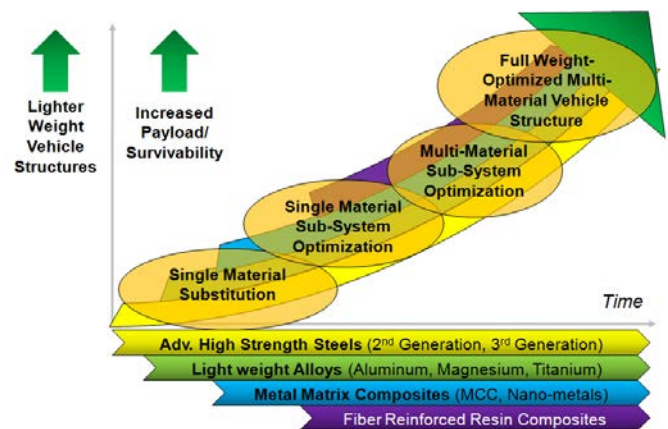 Lighter
Weight
Vehicle
Structures
Increased
Payload/
Survivability
Full Weight-
Optimized Multi-
Material Vehicle
Structure
Multi-Material
Sub-System
Optimization
Single Material
Sub-System
Optimization
Single Material
Substitution
Time
Adv. High Strength Steels (2nd Generation, 3rd Generation)
Light weight Alloys (Aluminum, Magnesium, Titanium)
Metal Matrix Composites (MCC, Nano-metals)
Fiber Reinforced Resin Composites